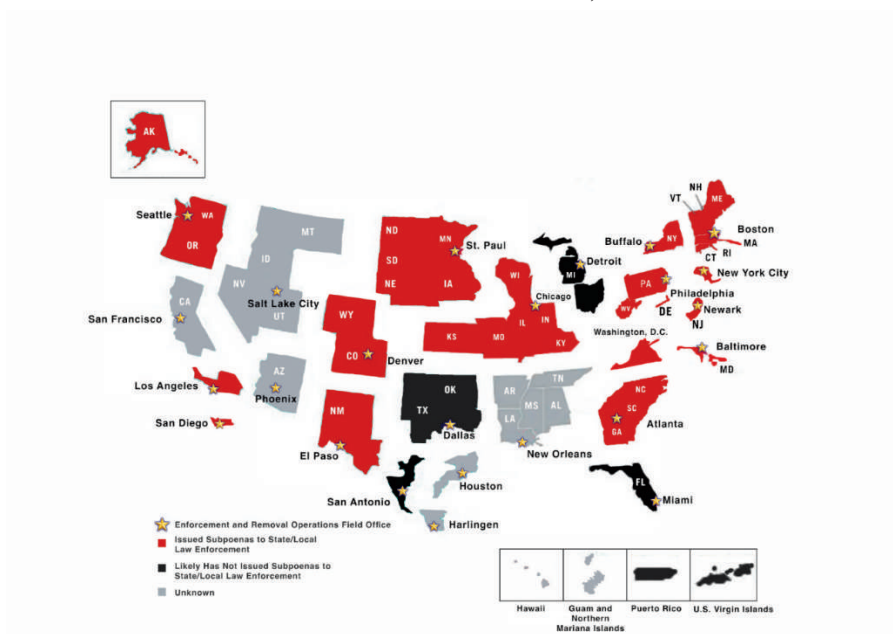 AK
Seattle
WA
OR
MT
ID
NV
Salt Lake City
UT
CA
San Francisco
Los Angeles
San Diego
AZ
Phoenix
WY
CO
Denver
NM
El Paso
ND
MN
St. Paul
SD
NE
IA
WI
Chicago
IL
IN
KS
MO
KY
MI
Detroit
OK
TX
Dallas
San Antonio
Houston
Harlingen
AR
TN
MS
AL
LA
New Orleans
NC
SC
GA
Atlanta
FL
Miami
NH
VT
ME
Boston
MA
RI
CT
Buffalo
NY
New York City
PA
Philadelphia
WV
DE
Newark
NJ
Washington, D.C.
Baltimore
MD
Enforcement and Removal Operations Field Office
Issued Subpoenas to State/Local
Law Enforcement
Likely Has Not Issued Subpoenas to
State/Local Law Enforcement
Unknown
Hawaii
Guam and
Northern
Mariana Islands
Puerto Rico
U.S. Virgin Islands